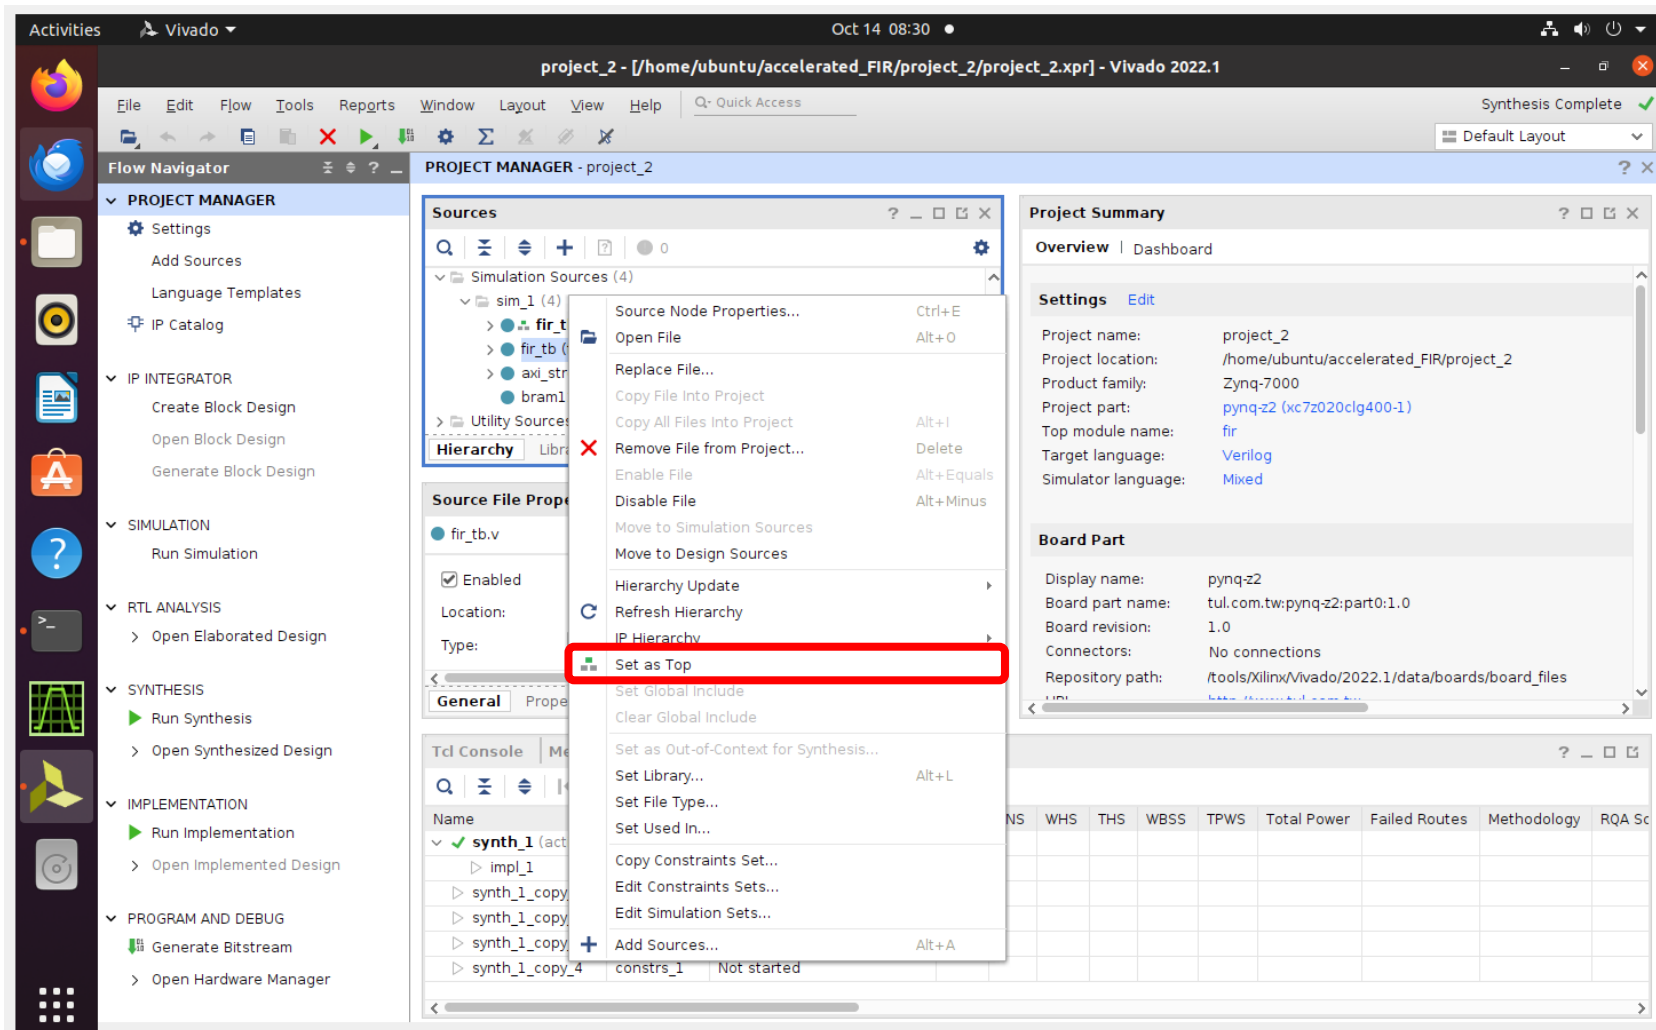 Activities
Vivado
Oct 14 08:30
project_2 - [/home/ubuntu/accelerated_FIR/project_2/project_2.xpr] - Vivado 2022.1
File Edit Flow Tools Reports Window Layout View Help
Quick Access
Synthesis Complete
Default Layout
Flow Navigator
PROJECT MANAGER
Settings
Add Sources
Language Templates
IP Catalog
IP INTEGRATOR
Create Block Design
Open Block Design
Generate Block Design
SIMULATION
Run Simulation
RTL ANALYSIS
Open Elaborated Design
SYNTHESIS
Run Synthesis
Open Synthesized Design
IMPLEMENTATION
Run Implementation
Open Implemented Design
PROGRAM AND DEBUG
Generate Bitstream
Open Hardware Manager
PROJECT MANAGER - project_2
Sources
0
Simulation Sources (4)
sim_1 (4)
fir_t
fir_tb (
axi_str
bram1
Utility Sources
Hierarchy Libr
Source File Prope
fir_tb.v
Enabled
Location:
Type:
General Prope
Source Node Properties... Ctrl+E
Open File Alt+O
Replace File...
Copy File Into Project
Copy All Files Into Project Alt+I
Remove File from Project... Delete
Enable File Alt+Equals
Disable File Alt+Minus
Move to Simulation Sources
Move to Design Sources
Hierarchy Update
Refresh Hierarchy
IP Hierarchy
Set as Top
Set Global Include
Clear Global Include
Set as Out-of-Context for Synthesis...
Set Library... Alt+L
Set File Type...
Set Used In...
Copy Constraints Set...
Edit Constraints Sets...
Edit Simulation Sets...
Add Sources... Alt+A
Project Summary
Overview | Dashboard
Settings Edit
Project name: project_2
Project location: /home/ubuntu/accelerated_FIR/project_2
Product family: Zynq-7000
Project part: pynq-z2 (xc7z020clg400-1)
Top module name: fir
Target language: Verilog
Simulator language: Mixed
Board Part
Display name: pynq-z2
Board part name: tul.com.tw:pynq-z2:part0:1.0
Board revision: 1.0
Connectors: No connections
Repository path: /tools/Xilinx/Vivado/2022.1/data/boards/board_files
Tcl Console Me
Name NS WHS THS WBSS TPWS Total Power Failed Routes Methodology RQA Sc
synth_1 (act
impl_1
synth_1_copy
synth_1_copy
synth_1_copy
synth_1_copy_4 constrs_1 Not started